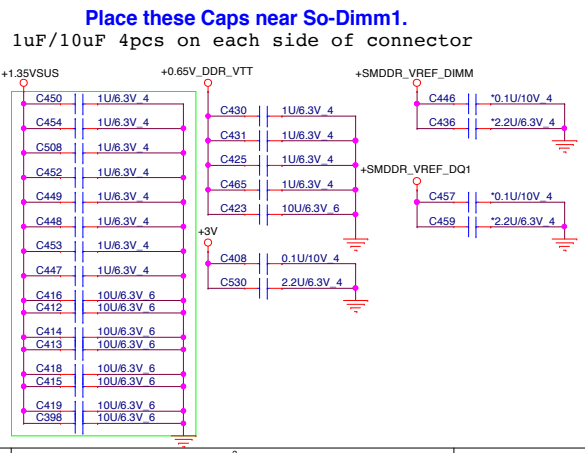 Place these Caps near So-Dimm1.
1uF/10uF 4pcs on each side of connector
+1.35VSUS
C450 1U/6.3V_4
C454 1U/6.3V_4
C508 1U/6.3V_4
C452 1U/6.3V_4
C449 1U/6.3V_4
C448 1U/6.3V_4
C453 1U/6.3V_4
C447 1U/6.3V_4
C416 10U/6.3V_6
C412 10U/6.3V_6
C414 10U/6.3V_6
C413 10U/6.3V_6
C418 10U/6.3V_6
C415 10U/6.3V_6
C419 10U/6.3V_6
C398 10U/6.3V_6
+0.65V_DDR_VTT
C430 1U/6.3V_4
C431 1U/6.3V_4
C425 1U/6.3V_4
C465 1U/6.3V_4
C423 10U/6.3V_6
+3V
C408 0.1U/10V_4
C530 2.2U/6.3V_4
+SMDDR_VREF_DIMM
C446 *0.1U/10V_4
C436 *2.2U/6.3V_4
+SMDDR_VREF_DQ1
C457 *0.1U/10V_4
C459 *2.2U/6.3V_4